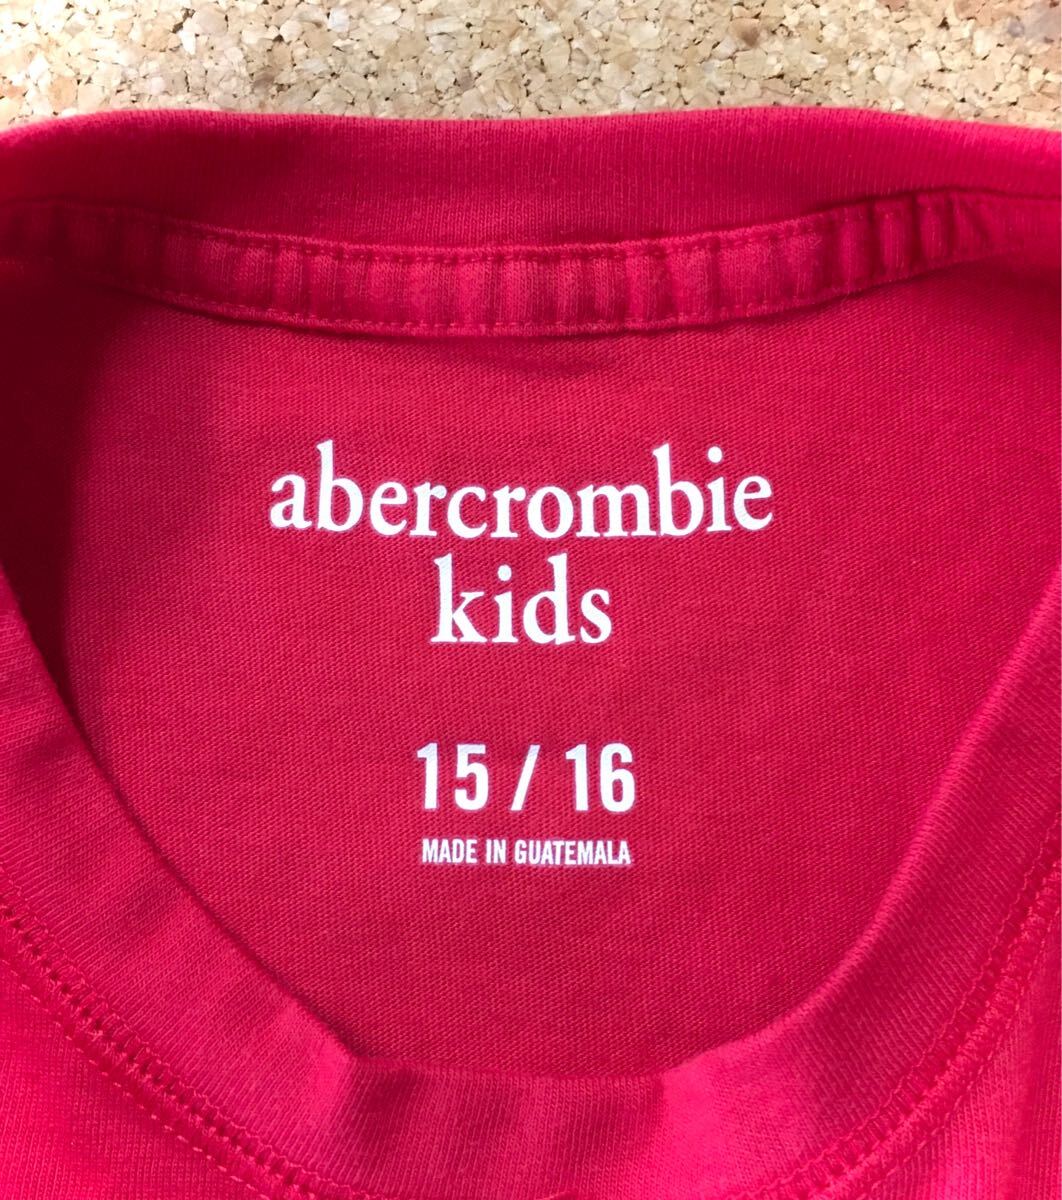 abercrombie
kids
15 / 16
MADE IN GUATEMALA